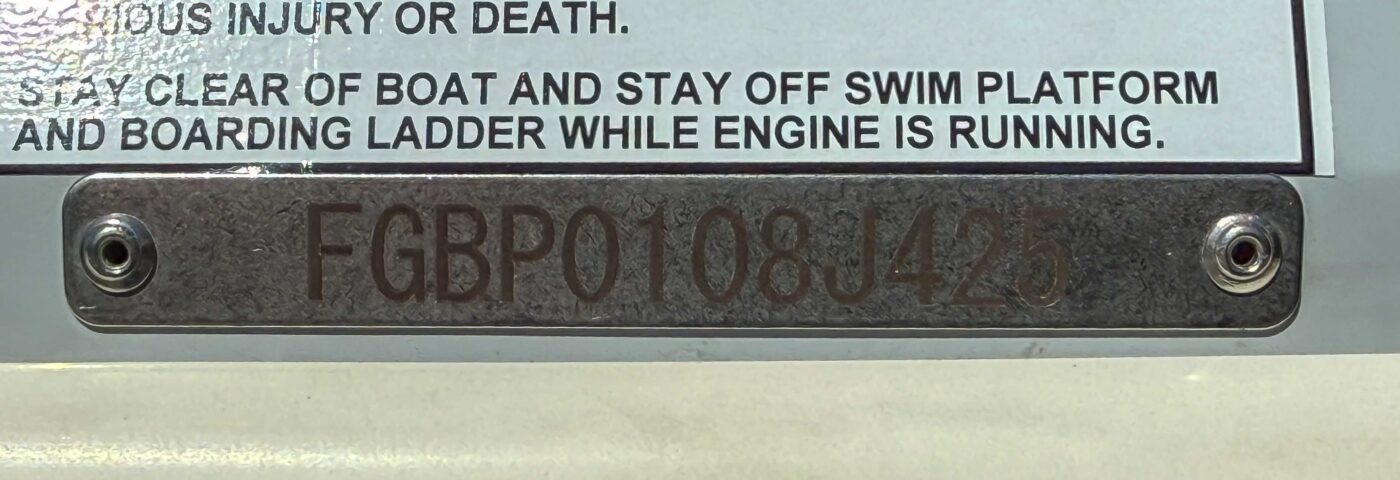 INJURY OR DEATH.
STAY CLEAR OF BOAT AND STAY OFF SWIM PLATFORM
AND BOARDING LADDER WHILE ENGINE IS RUNNING.
FGBP0108J425